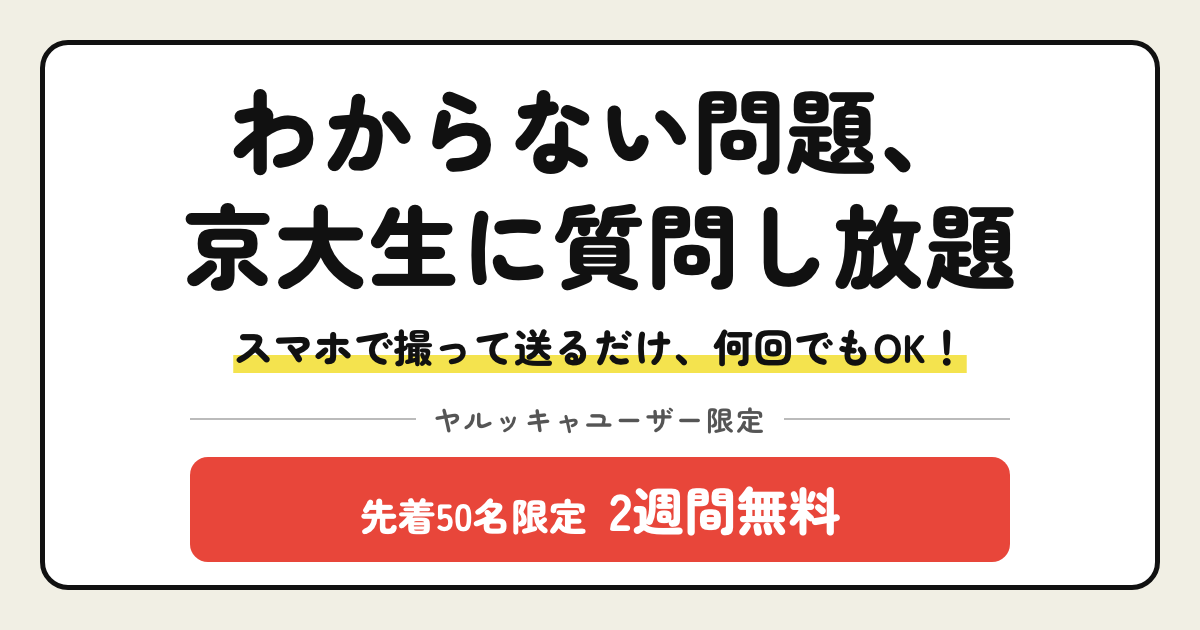 わからない問題、
京大生に質問し放題
スマホで撮って送るだけ、何回でもOK！
ヤルッキャユーザー限定
先着50名限定 2週間無料